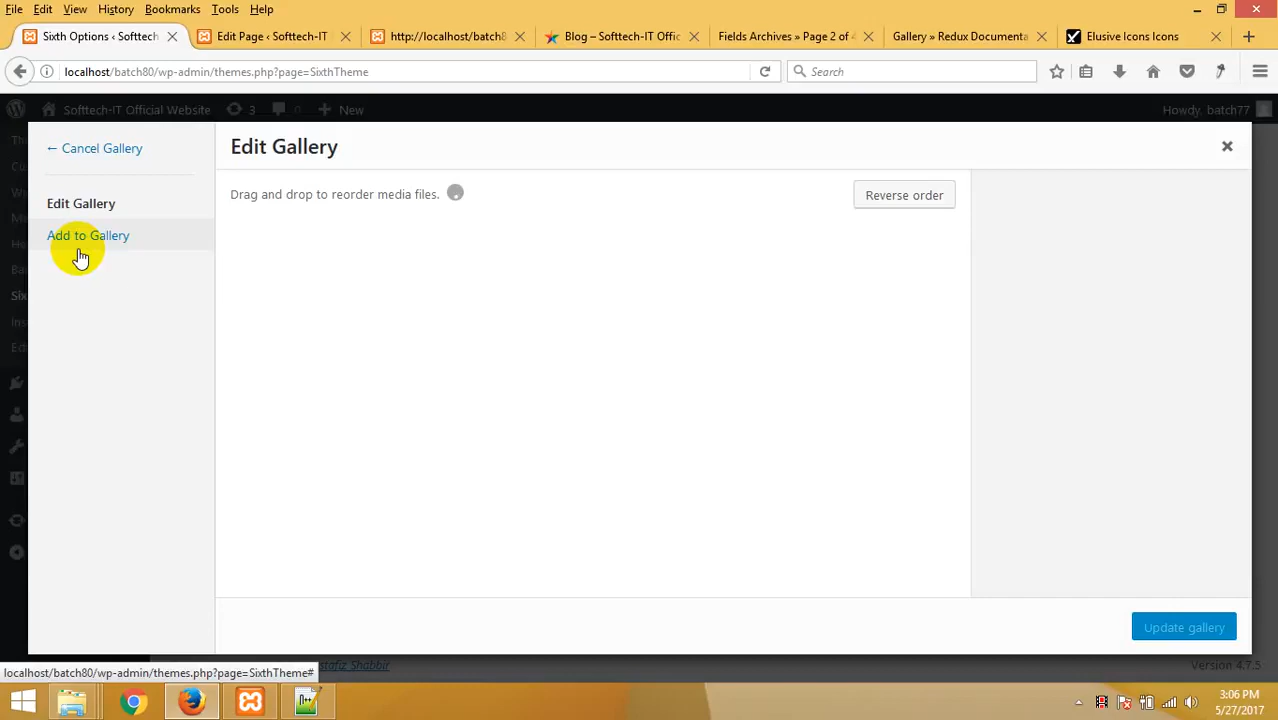 File Edit View History Bookmarks Tools Help
Sixth Options ‹ Softtech
Edit Page ‹ Softtech-IT
http://localhost/batch8
Blog – Softtech-IT Offic
Fields Archives » Page 2 of 4
Gallery » Redux Documenta
Elusive Icons Icons
localhost/batch80/wp-admin/themes.php?page=SixthTheme
Search
Softtech-IT Official Website 3 0 New
Howdy, batch77
← Cancel Gallery
Edit Gallery
Edit Gallery
Add to Gallery
Drag and drop to reorder media files.
Reverse order
Update gallery
localhost/batch80/wp-admin/themes.php?page=SixthTheme#
Shabbir
Version 4.7.5
3:06 PM
5/27/2017